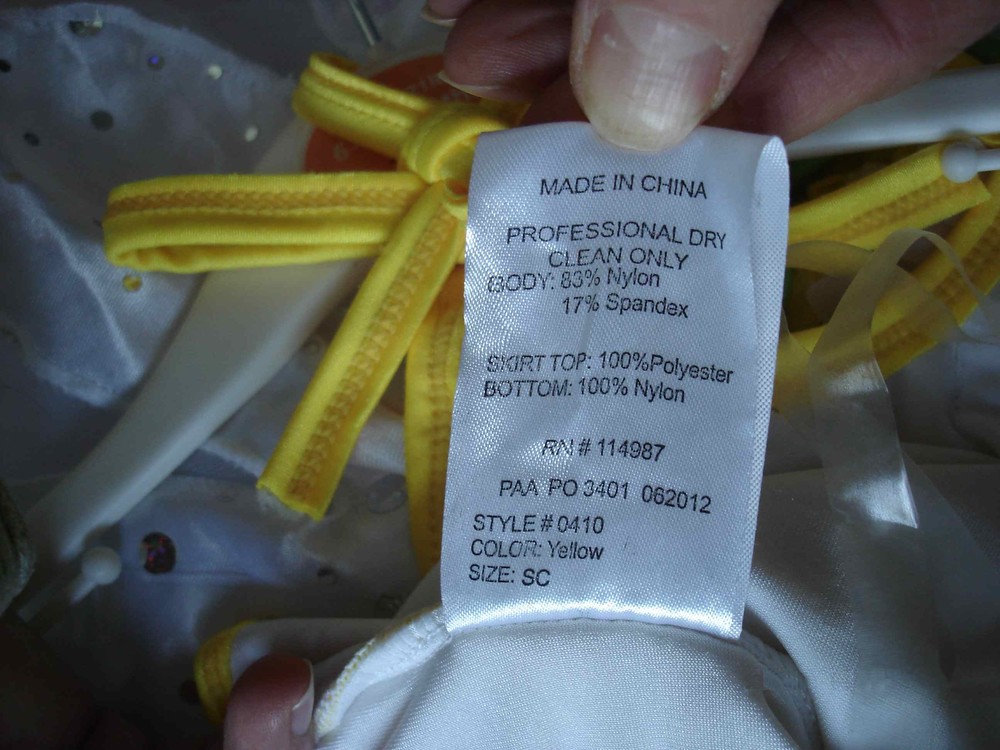 MADE IN CHINA
PROFESSIONAL DRY
CLEAN ONLY
BODY: 83% Nylon
17% Spandex
SKIRT TOP: 100%Polyester
BOTTOM: 100% Nylon
RN # 114987
PAA PO 3401 062012
STYLE # 0410
COLOR: Yellow
SIZE: SC